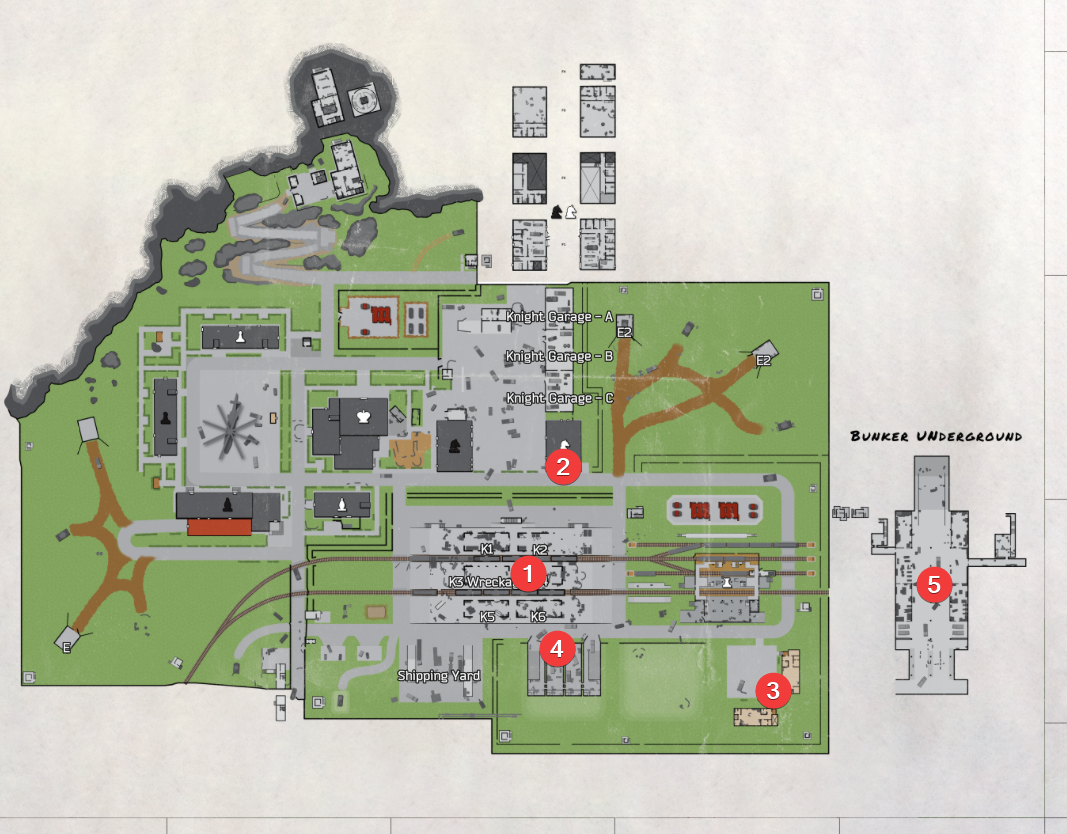 Knight Garage - A
E2
Knight Garage - B
E2
Knight Garage - C
BUNKER UNDERGROUND
2
K1
K2
1
K3 Wrecka
5
K5
K6
E
4
Shipping Yard
3